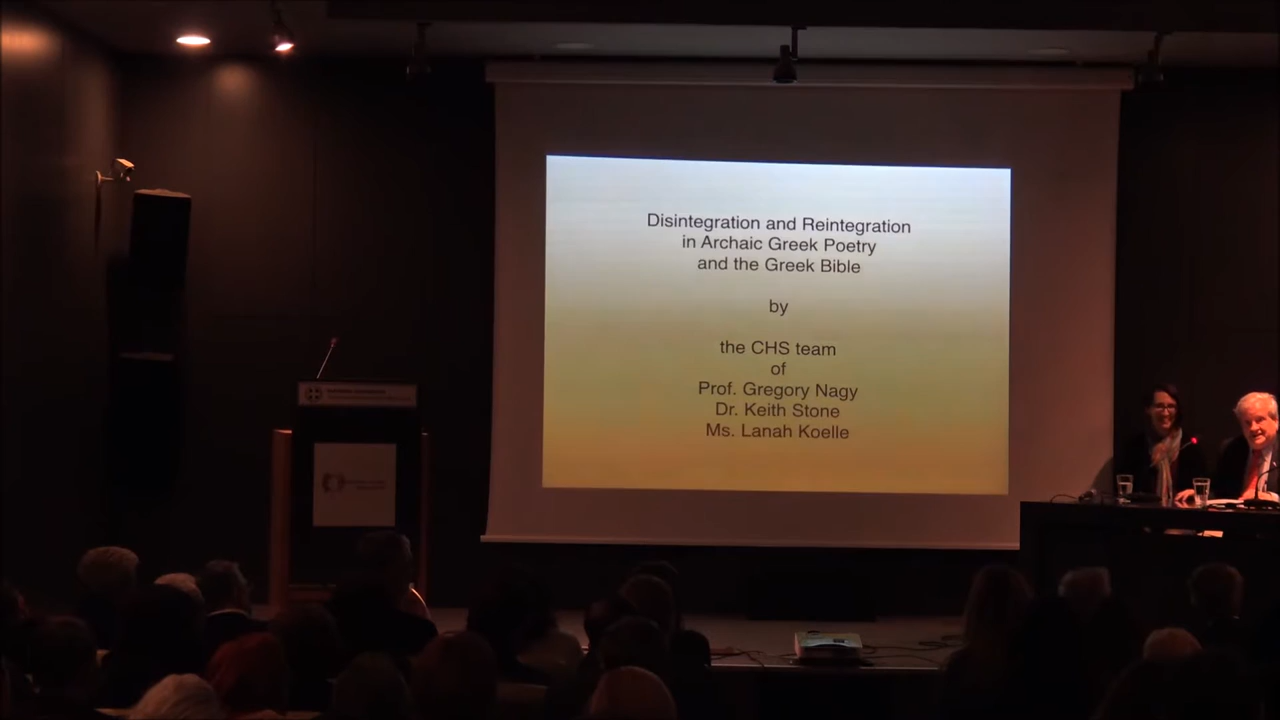 Disintegration and Reintegration
in Archaic Greek Poetry
and the Greek Bible
by
the CHS team
of
Prof. Gregory Nagy
Dr. Keith Stone
Ms. Lanah Koelle